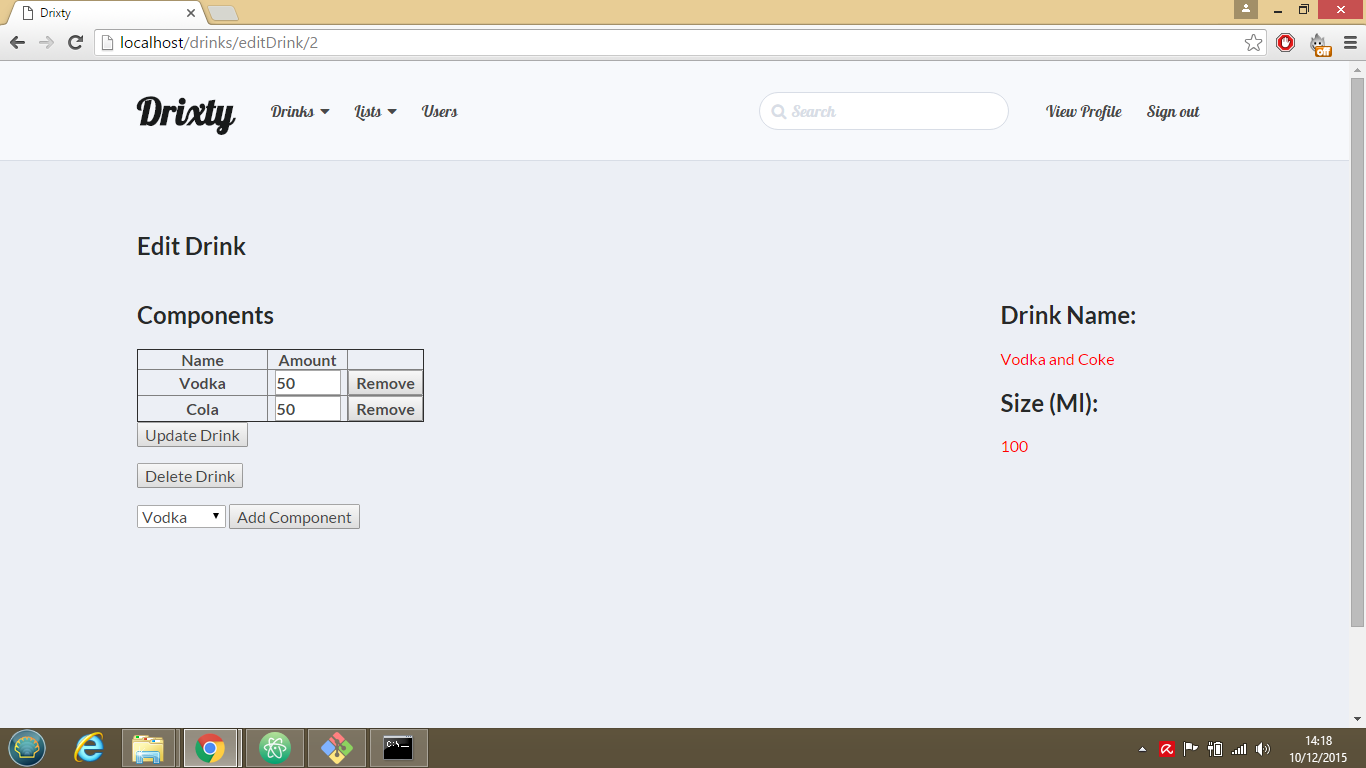 Drixty
localhost/drinks/editDrink/2
off
Drixty Drinks Lists Users Search View Profile Sign out
Edit Drink
Components
Name Amount
Vodka 50 Remove
Cola 50 Remove
Update Drink
Delete Drink
Vodka Add Component
Drink Name:
Vodka and Coke
Size (Ml):
100
C:\_
14:18
10/12/2015